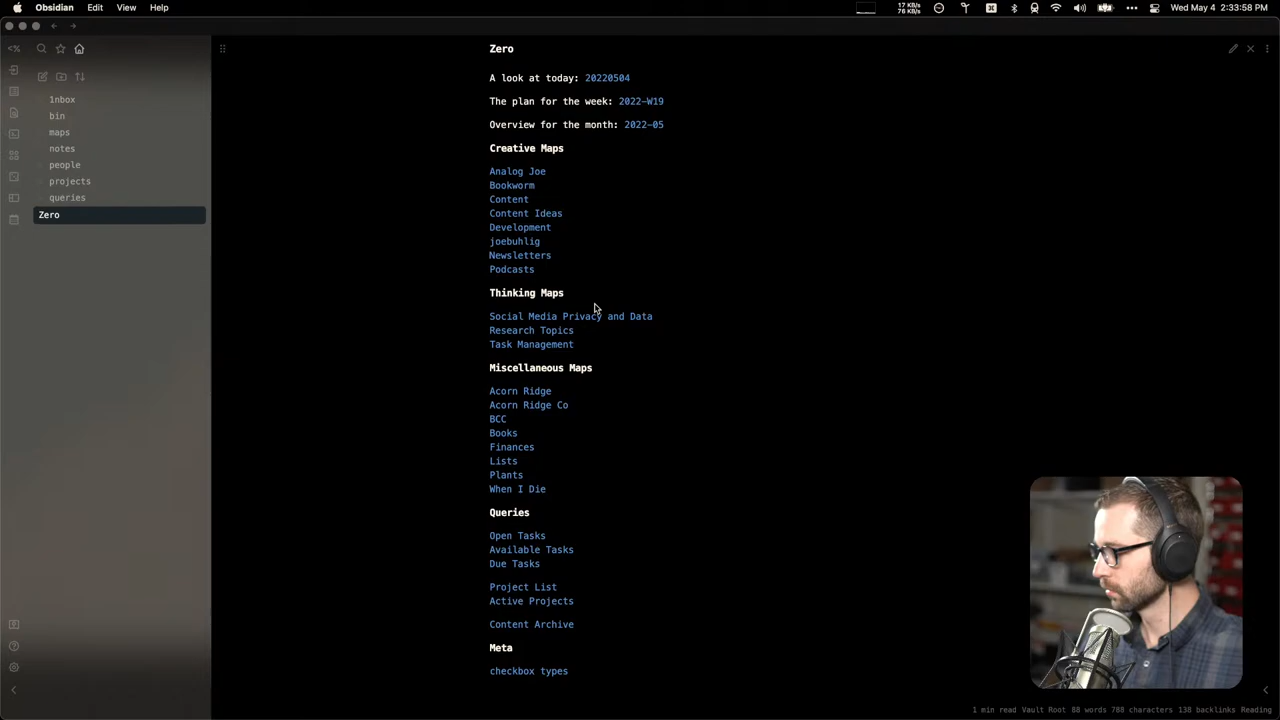 Obsidian Edit View Help
17 KB/s
76 KB/s
Wed May 4 2:33:58 PM
1nbox
bin
maps
notes
people
projects
queries
Zero
Zero
A look at today: 20220504
The plan for the week: 2022-W19
Overview for the month: 2022-05
Creative Maps
Analog Joe
Bookworm
Content
Content Ideas
Development
joebuhlig
Newsletters
Podcasts
Thinking Maps
Social Media Privacy and Data
Research Topics
Task Management
Miscellaneous Maps
Acorn Ridge
Acorn Ridge Co
BCC
Books
Finances
Lists
Plants
When I Die
Queries
Open Tasks
Available Tasks
Due Tasks
Project List
Active Projects
Content Archive
Meta
checkbox types
1 min read Vault Root 88 words 788 characters 138 backlinks Reading